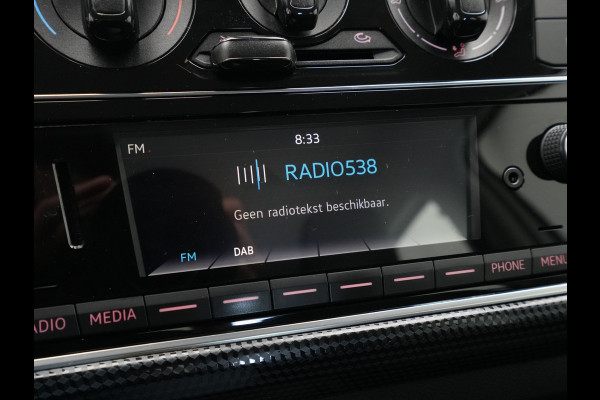 FM 8:33
RADIO538
Geen radiotekst beschikbaar.
FM DAB
RADIO MEDIA PHONE MENU